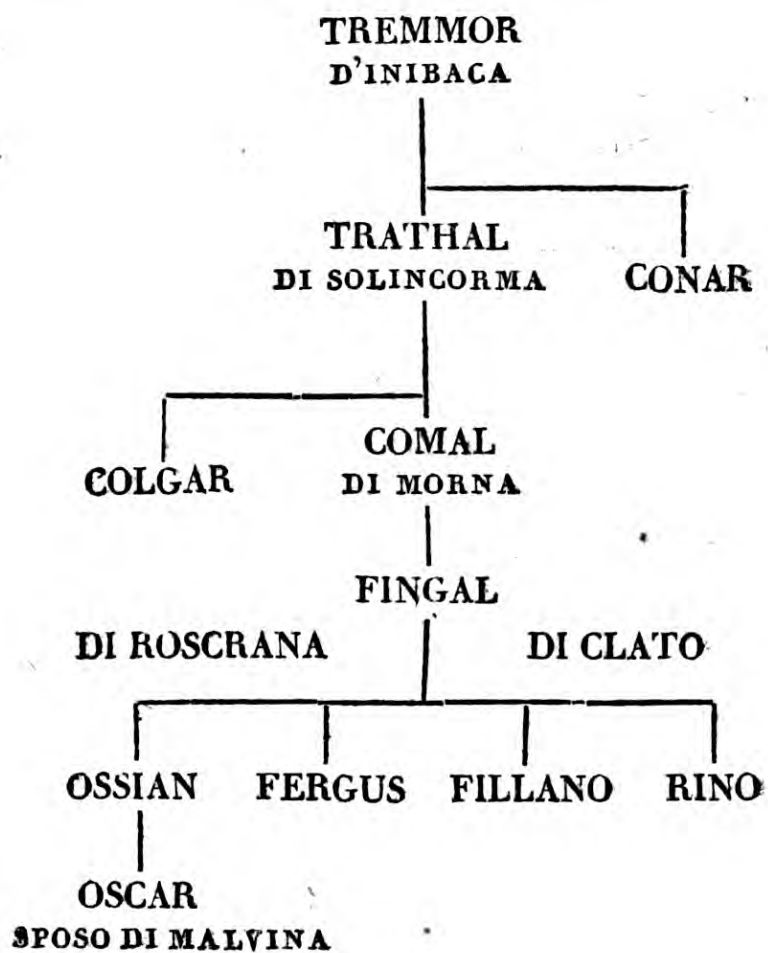 TREMMOR
D'INIBACA
TRATHAL
DI SOLINCORMA
CONAR
COLGAR
COMAL
DI MORNA
FINGAL
DI ROSCRANA
DI CLATO
OSSIAN FERGUS FILLANO RINO
OSCAR
SPOSO DI MALVINA